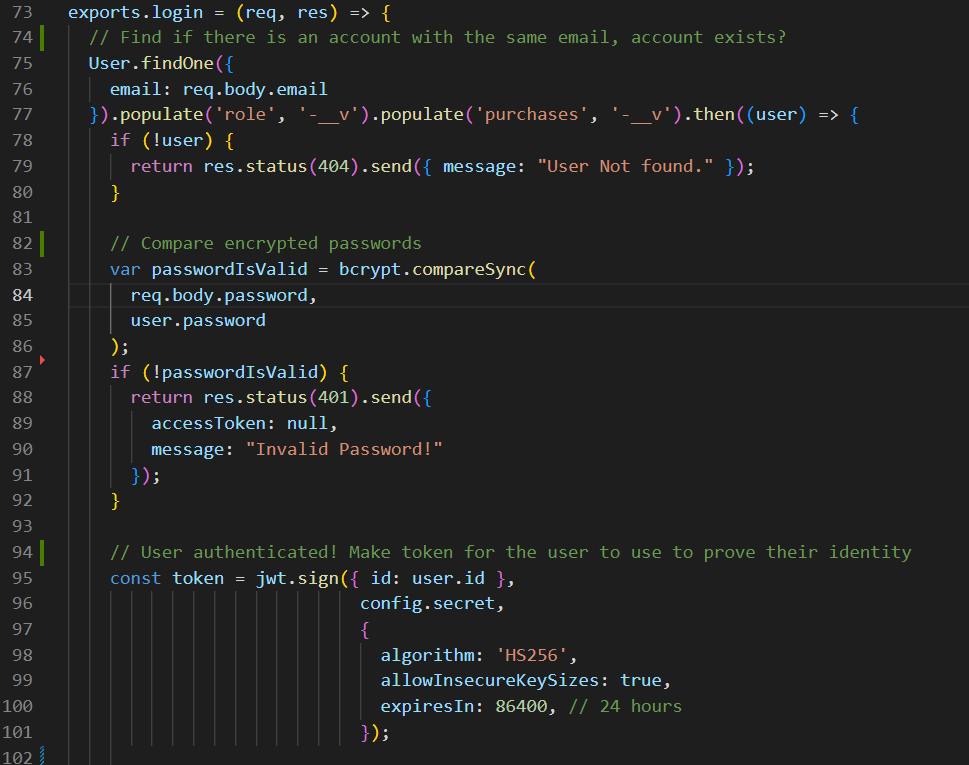 73 exports.login = (req, res) => {
74 // Find if there is an account with the same email, account exists?
75 User.findOne({
76 email: req.body.email
77 }).populate('role', '-__v').populate('purchases', '-__v').then((user) => {
78 if (!user) {
79 return res.status(404).send({ message: "User Not found." });
80 }
81
82 // Compare encrypted passwords
83 var passwordIsValid = bcrypt.compareSync(
84 req.body.password,
85 user.password
86 );
87 if (!passwordIsValid) {
88 return res.status(401).send({
89 accessToken: null,
90 message: "Invalid Password!"
91 });
92 }
93
94 // User authenticated! Make token for the user to use to prove their identity
95 const token = jwt.sign({ id: user.id },
96 config.secret,
97 {
98 algorithm: 'HS256',
99 allowInsecureKeySizes: true,
100 expiresIn: 86400, // 24 hours
101 });
102